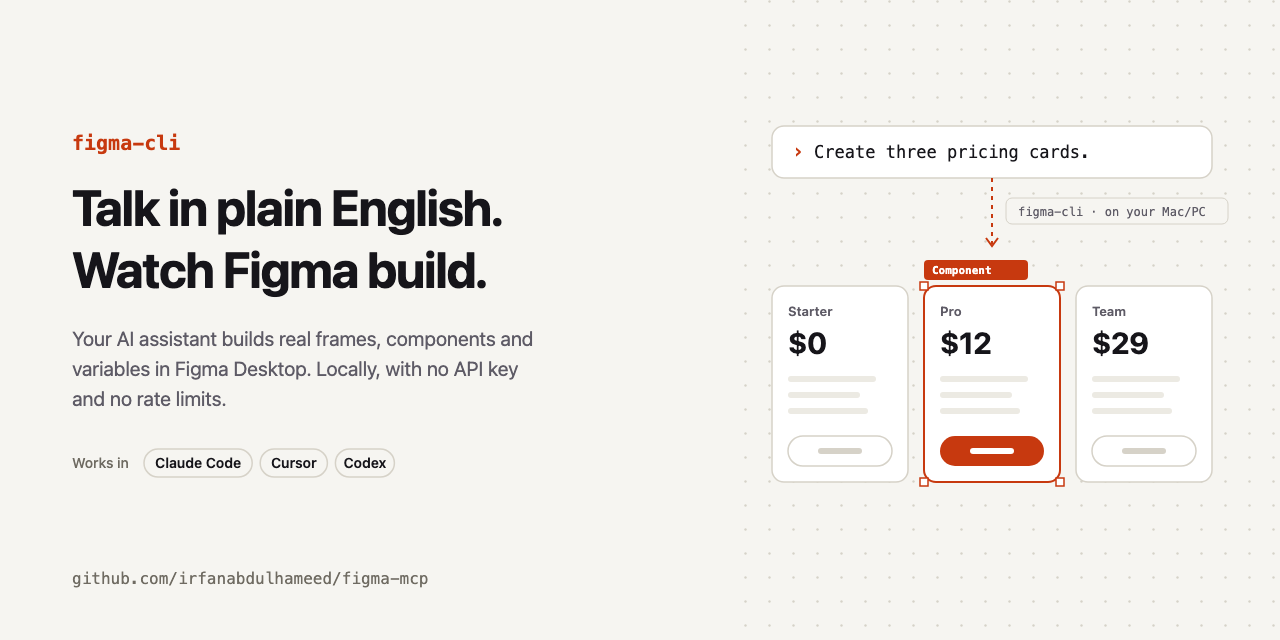 figma-cli
Talk in plain English.
Watch Figma build.
Your AI assistant builds real frames, components and
variables in Figma Desktop. Locally, with no API key
and no rate limits.
Works in
Claude Code
Cursor
Codex
github.com/irfanabdulhameed/figma-mcp
› Create three pricing cards.
figma-cli · on your Mac/PC
Component
Starter
$0
Pro
$12
Team
$29